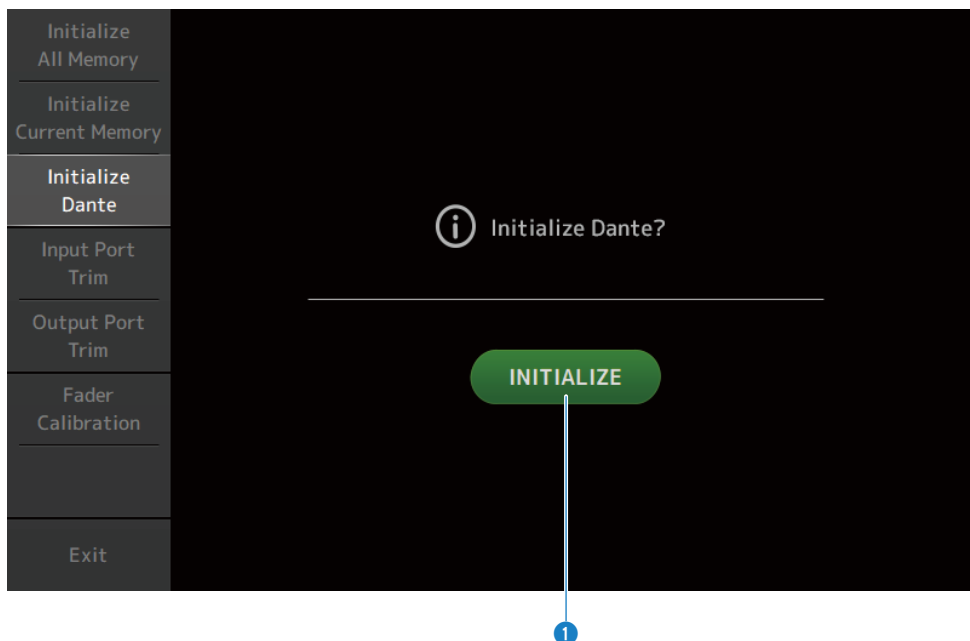 Initialize
All Memory
Initialize
Current Memory
Initialize
Dante
Input Port
Trim
Output Port
Trim
Fader
Calibration
Exit
Initialize Dante?
INITIALIZE
1